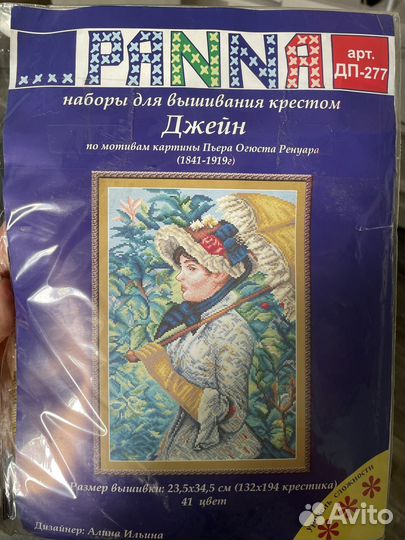 ...PANNA
арт.
ДП-277
наборы для вышивания крестом
Джейн
по мотивам картины Пьера Огюста Ренуара
(1841-1919г)
Размер вышивки: 23,5х34,5 см (132х194 крестика)
41 цвет
сложности
Дизайнер: Алина Ильина
Avito